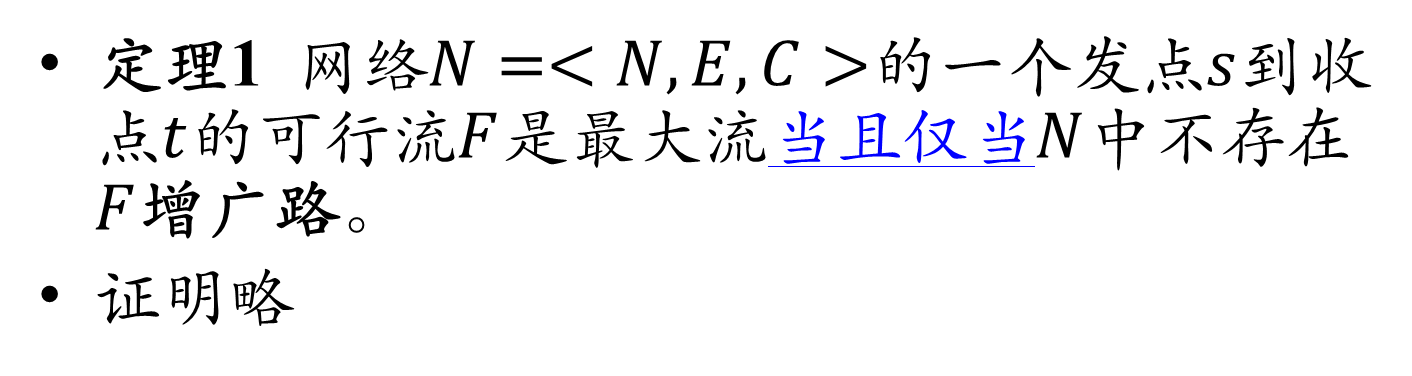 • 定理1 网络N =< N,E,C >的一个发点s到收
点t的可行流F是最大流当且仅当N中不存在
F增广路。
• 证明略